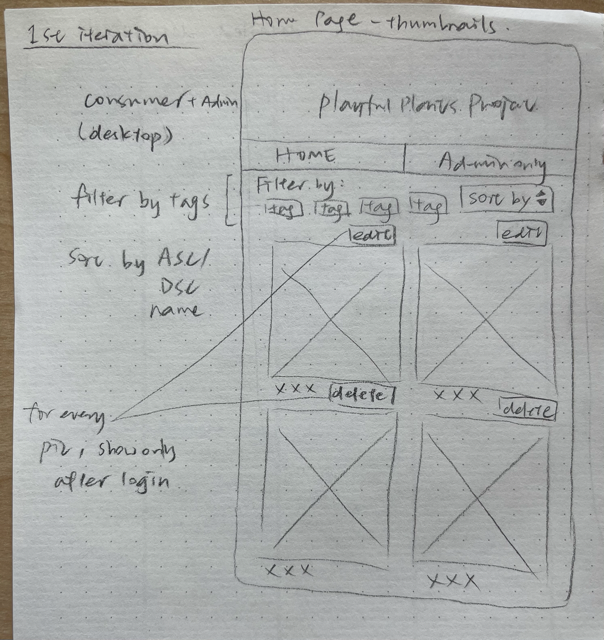 1st iteration
Home Page - thumbnails.
consumer + Admin
(desktop)
Playful Plants Project
HOME
Admin only
filter by tags
Filter by:
tag
tag
tag
tag
sort by
sort by ASC/
DSC
name
edit
edit
xxx
delete
xxx
delete
for every
pic, show only
after login
xxx
xxx